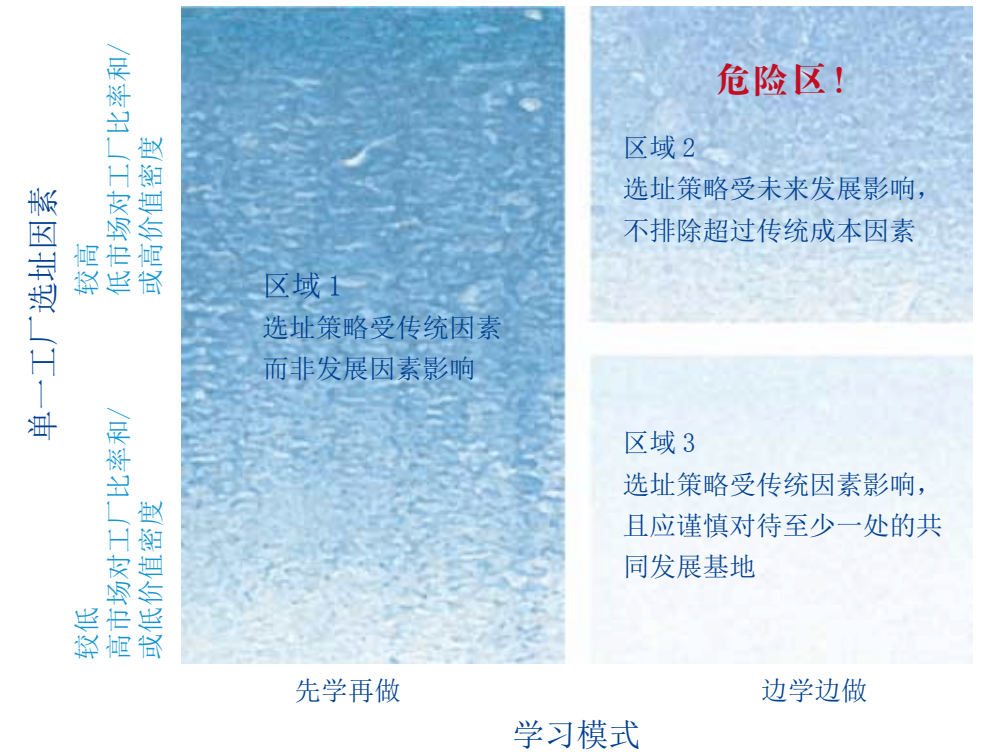 单一工厂选址因素
较高
低市场对工厂比率和/
或高价值密度
较低
高市场对工厂比率和/
或低价值密度
区域 1
选址策略受传统因素
而非发展因素影响
危险区！
区域 2
选址策略受未来发展影响，
不排除超过传统成本因素
区域 3
选址策略受传统因素影响，
且应谨慎对待至少一处的共
同发展基地
先学再做
边学边做
学习模式